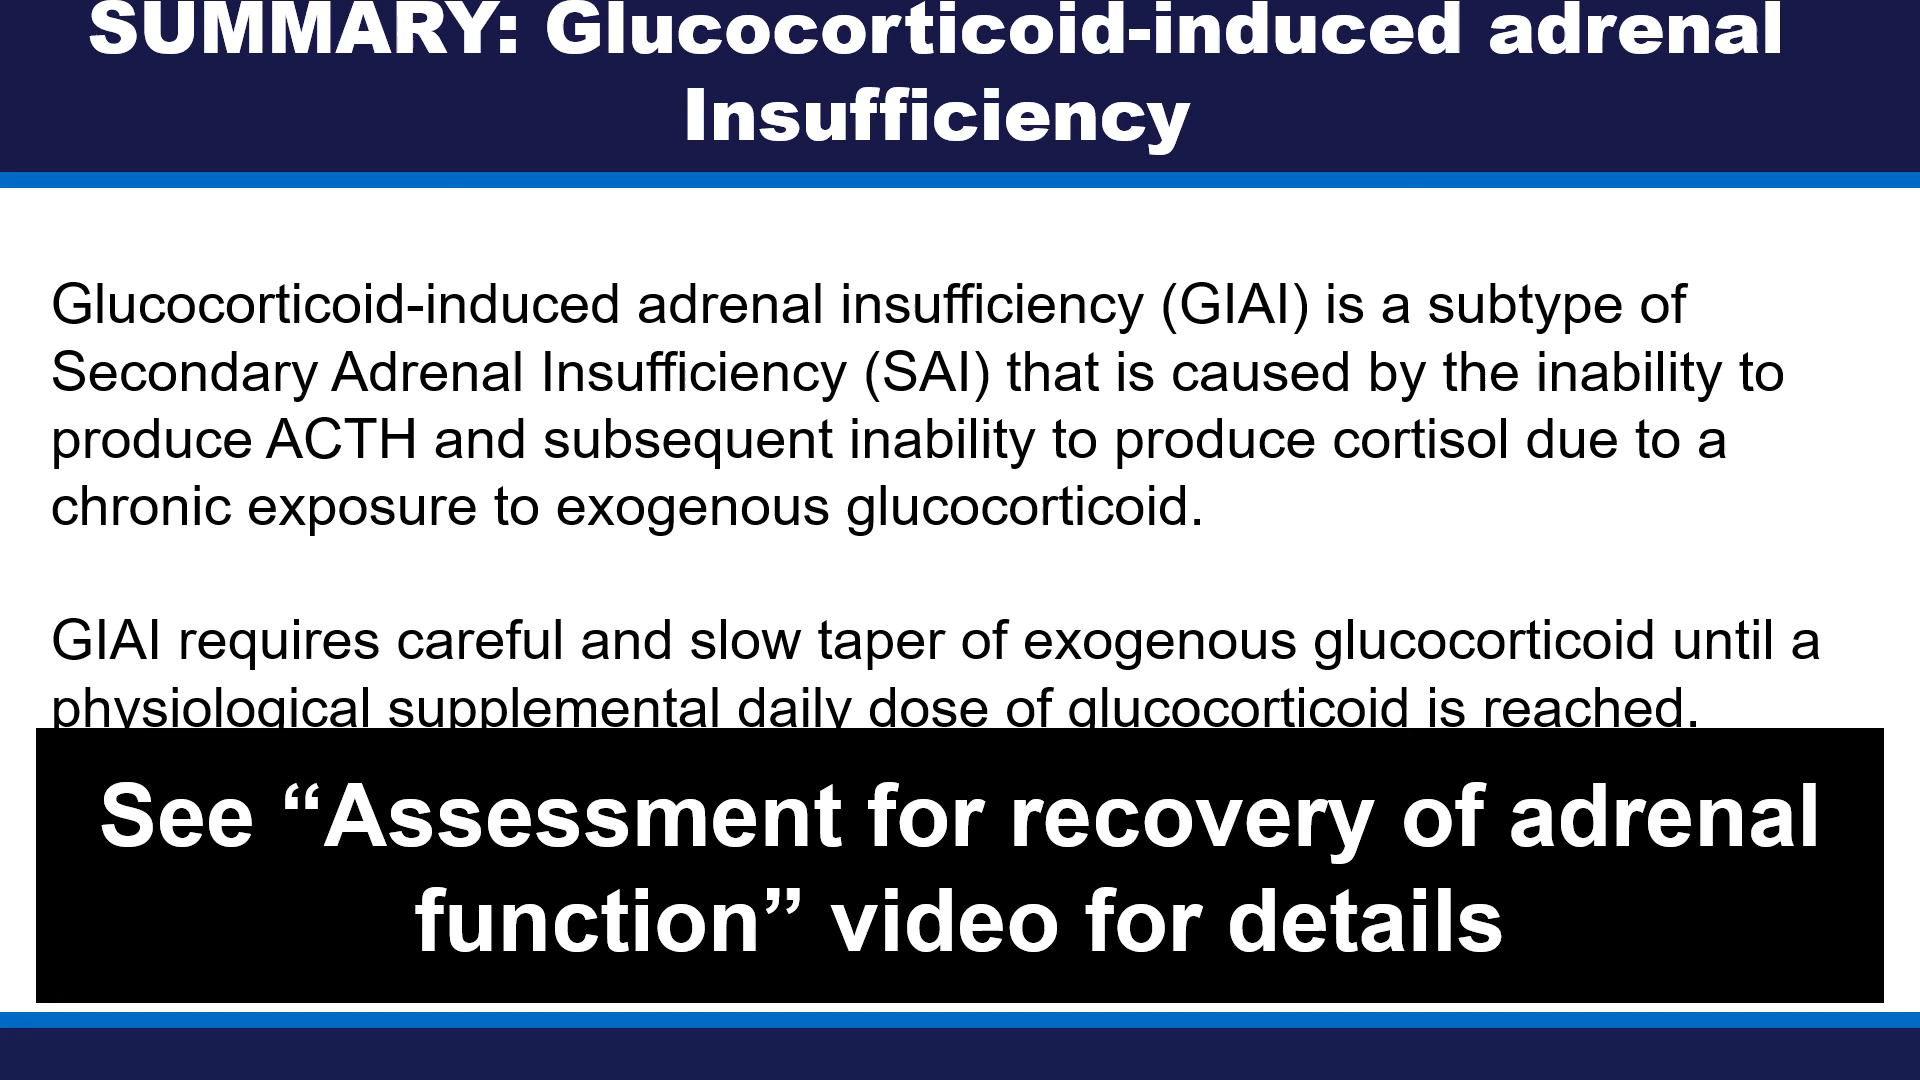 SUMMARY: Glucocorticoid-induced adrenal
Insufficiency
Glucocorticoid-induced adrenal insufficiency (GIAI) is a subtype of
Secondary Adrenal Insufficiency (SAI) that is caused by the inability to
produce ACTH and subsequent inability to produce cortisol due to a
chronic exposure to exogenous glucocorticoid.
GIAI requires careful and slow taper of exogenous glucocorticoid until a
physiological supplemental daily dose of glucocorticoid is reached.
See “Assessment for recovery of adrenal
function” video for details